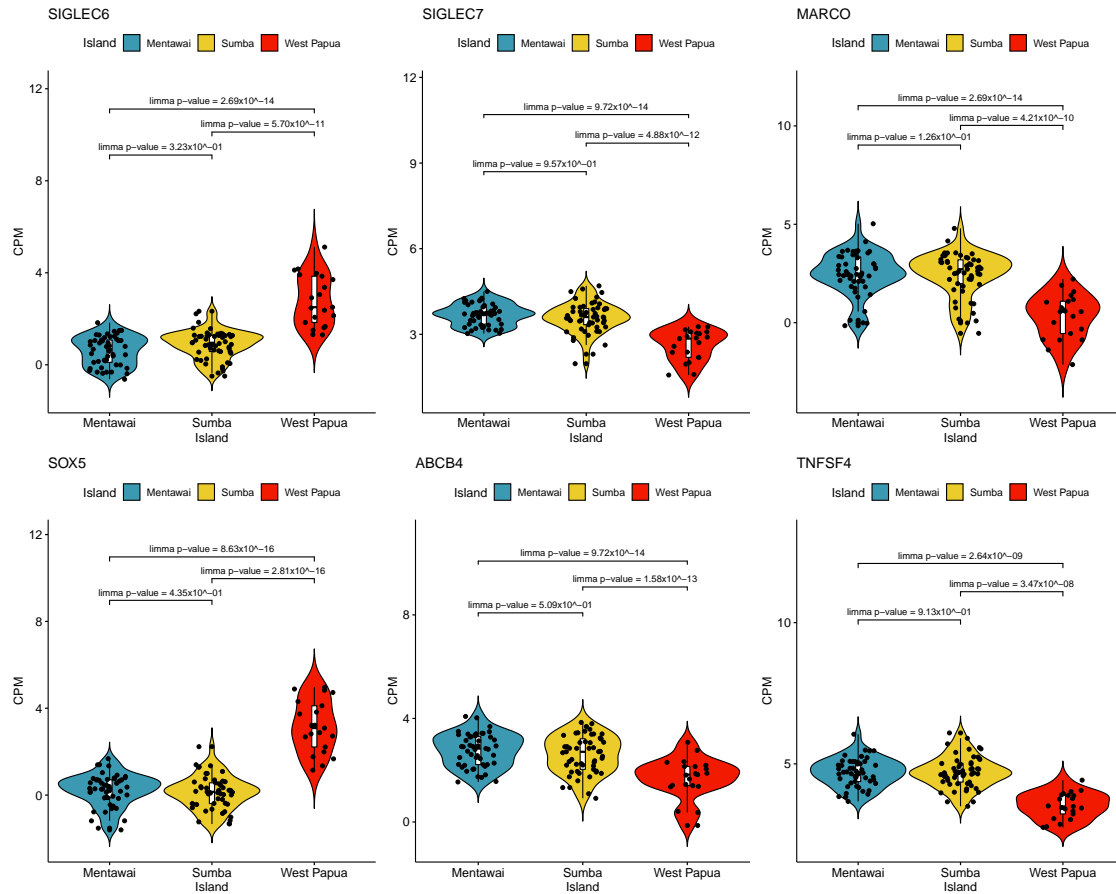 SIGLEC6
Island Mentawai Sumba West Papua
12
8
4
0
CPM
limma p−value = 2.69x10^−14
limma p−value = 5.70x10^−11
limma p−value = 3.23x10^−01
Mentawai Sumba West Papua
Island
SIGLEC7
Island Mentawai Sumba West Papua
12
9
6
3
CPM
limma p−value = 9.72x10^−14
limma p−value = 4.88x10^−12
limma p−value = 9.57x10^−01
Mentawai Sumba West Papua
Island
MARCO
Island Mentawai Sumba West Papua
10
5
0
CPM
limma p−value = 2.69x10^−14
limma p−value = 4.21x10^−10
limma p−value = 1.26x10^−01
Mentawai Sumba West Papua
Island
SOX5
Island Mentawai Sumba West Papua
12
8
4
0
CPM
limma p−value = 8.63x10^−16
limma p−value = 2.81x10^−16
limma p−value = 4.35x10^−01
Mentawai Sumba West Papua
Island
ABCB4
Island Mentawai Sumba West Papua
8
4
0
CPM
limma p−value = 9.72x10^−14
limma p−value = 1.58x10^−13
limma p−value = 5.09x10^−01
Mentawai Sumba West Papua
Island
TNFSF4
Island Mentawai Sumba West Papua
10
5
CPM
limma p−value = 2.64x10^−09
limma p−value = 3.47x10^−08
limma p−value = 9.13x10^−01
Mentawai Sumba West Papua
Island